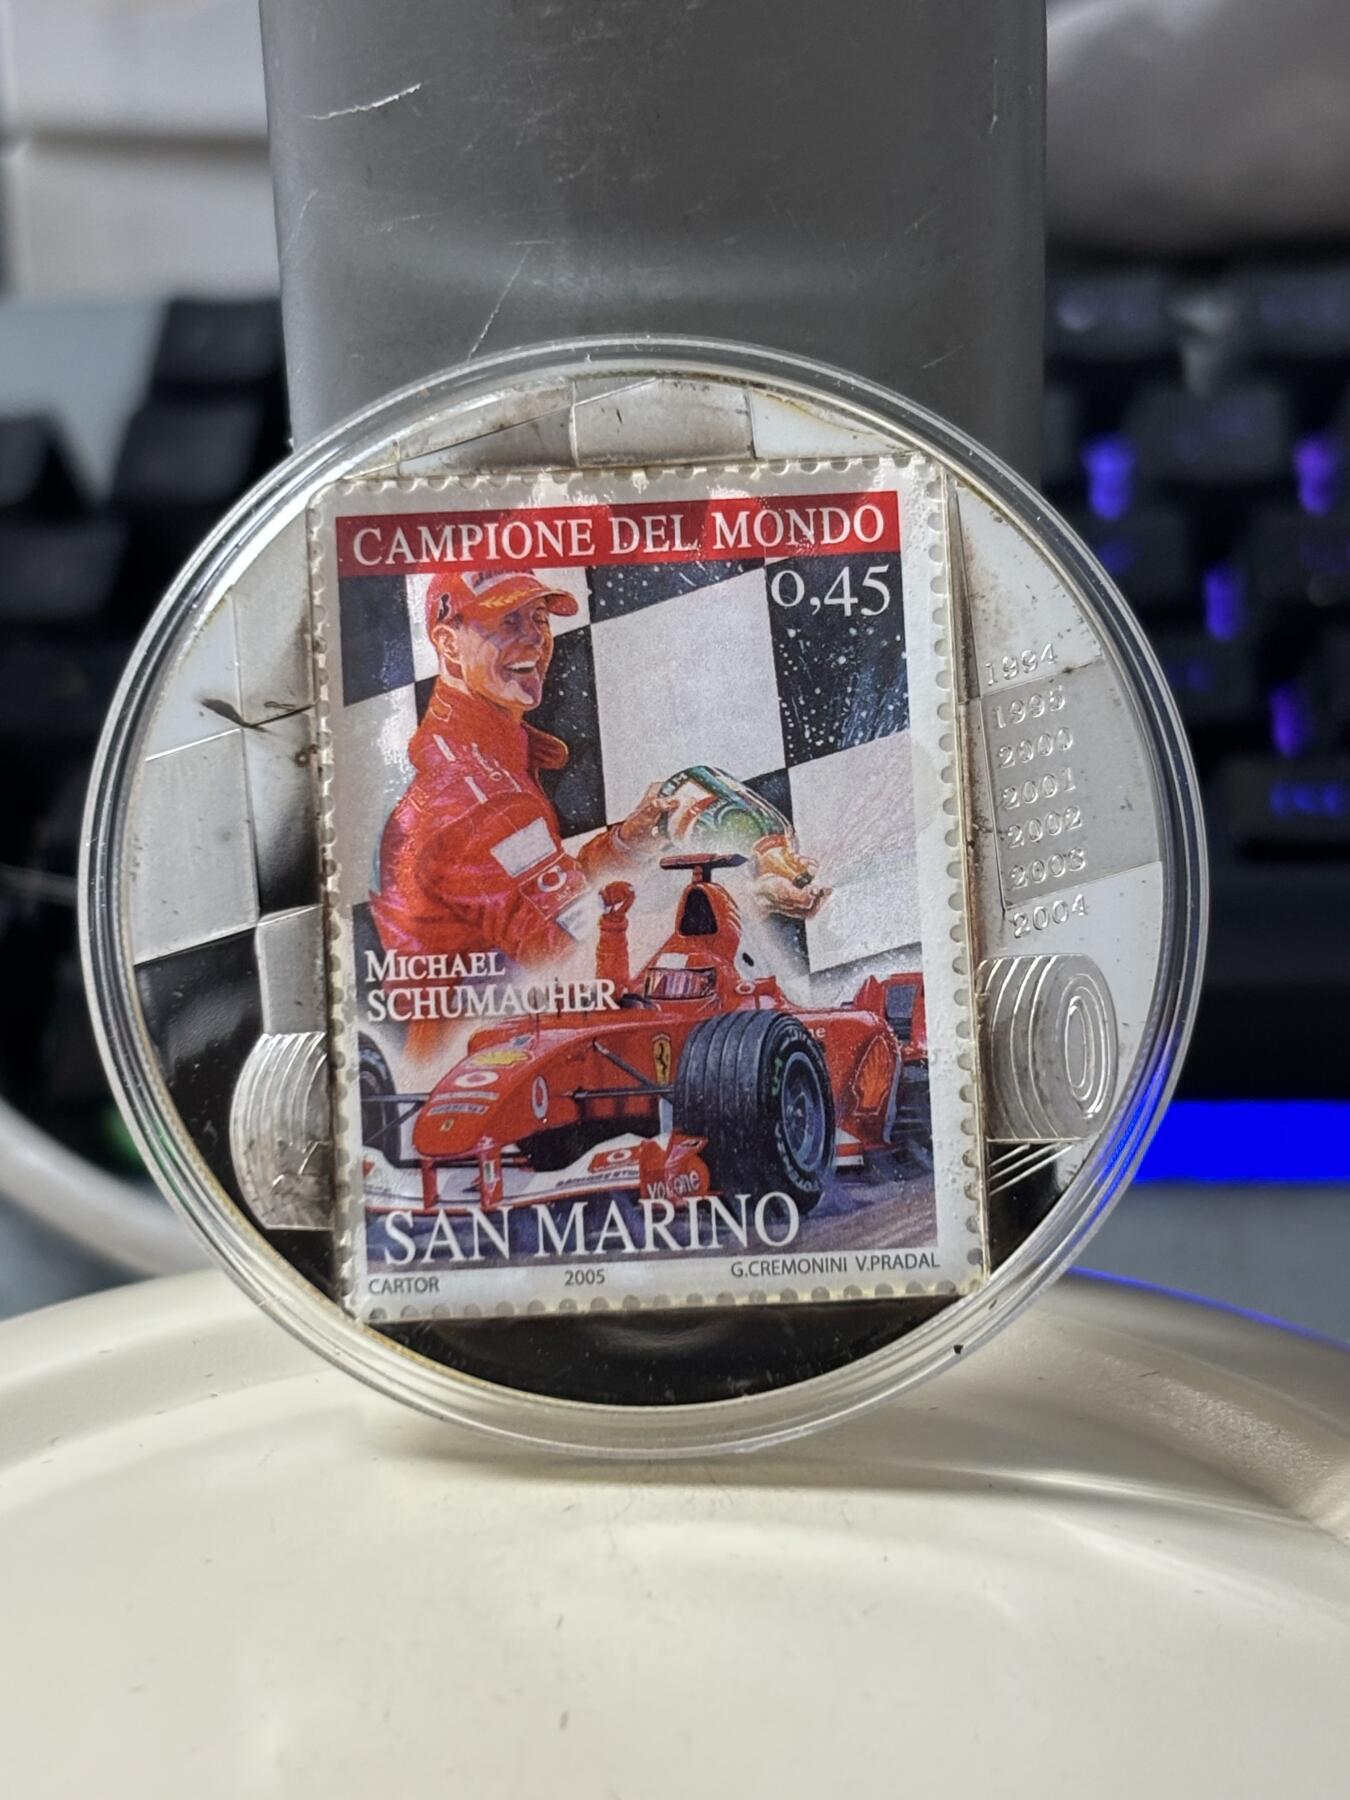 CAMPIONE DEL MONDO
0,45
1994
1995
2000
2001
2002
2003
2004
MICHAEL
SCHUMACHER
SAN MARINO
CARTOR 2005 G.CREMONINI V.PRADAL